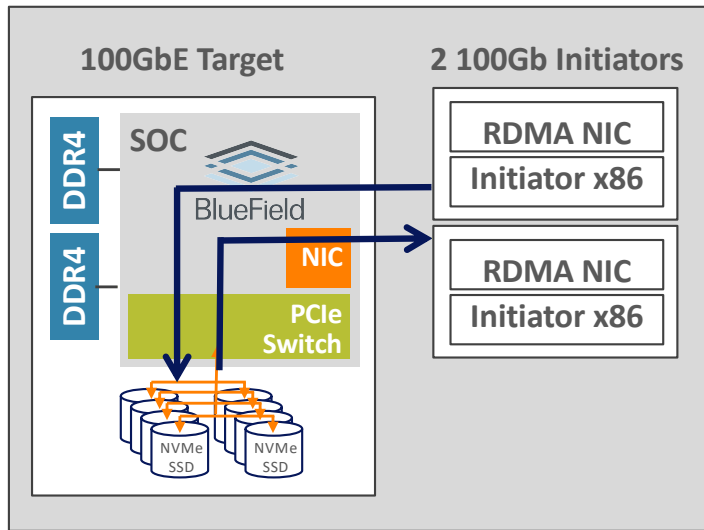 100GbE Target
2 100Gb Initiators
DDR4
DDR4
SOC
BlueField
NIC
PCIe
Switch
NVMe
SSD
NVMe
SSD
RDMA NIC
Initiator x86
RDMA NIC
Initiator x86